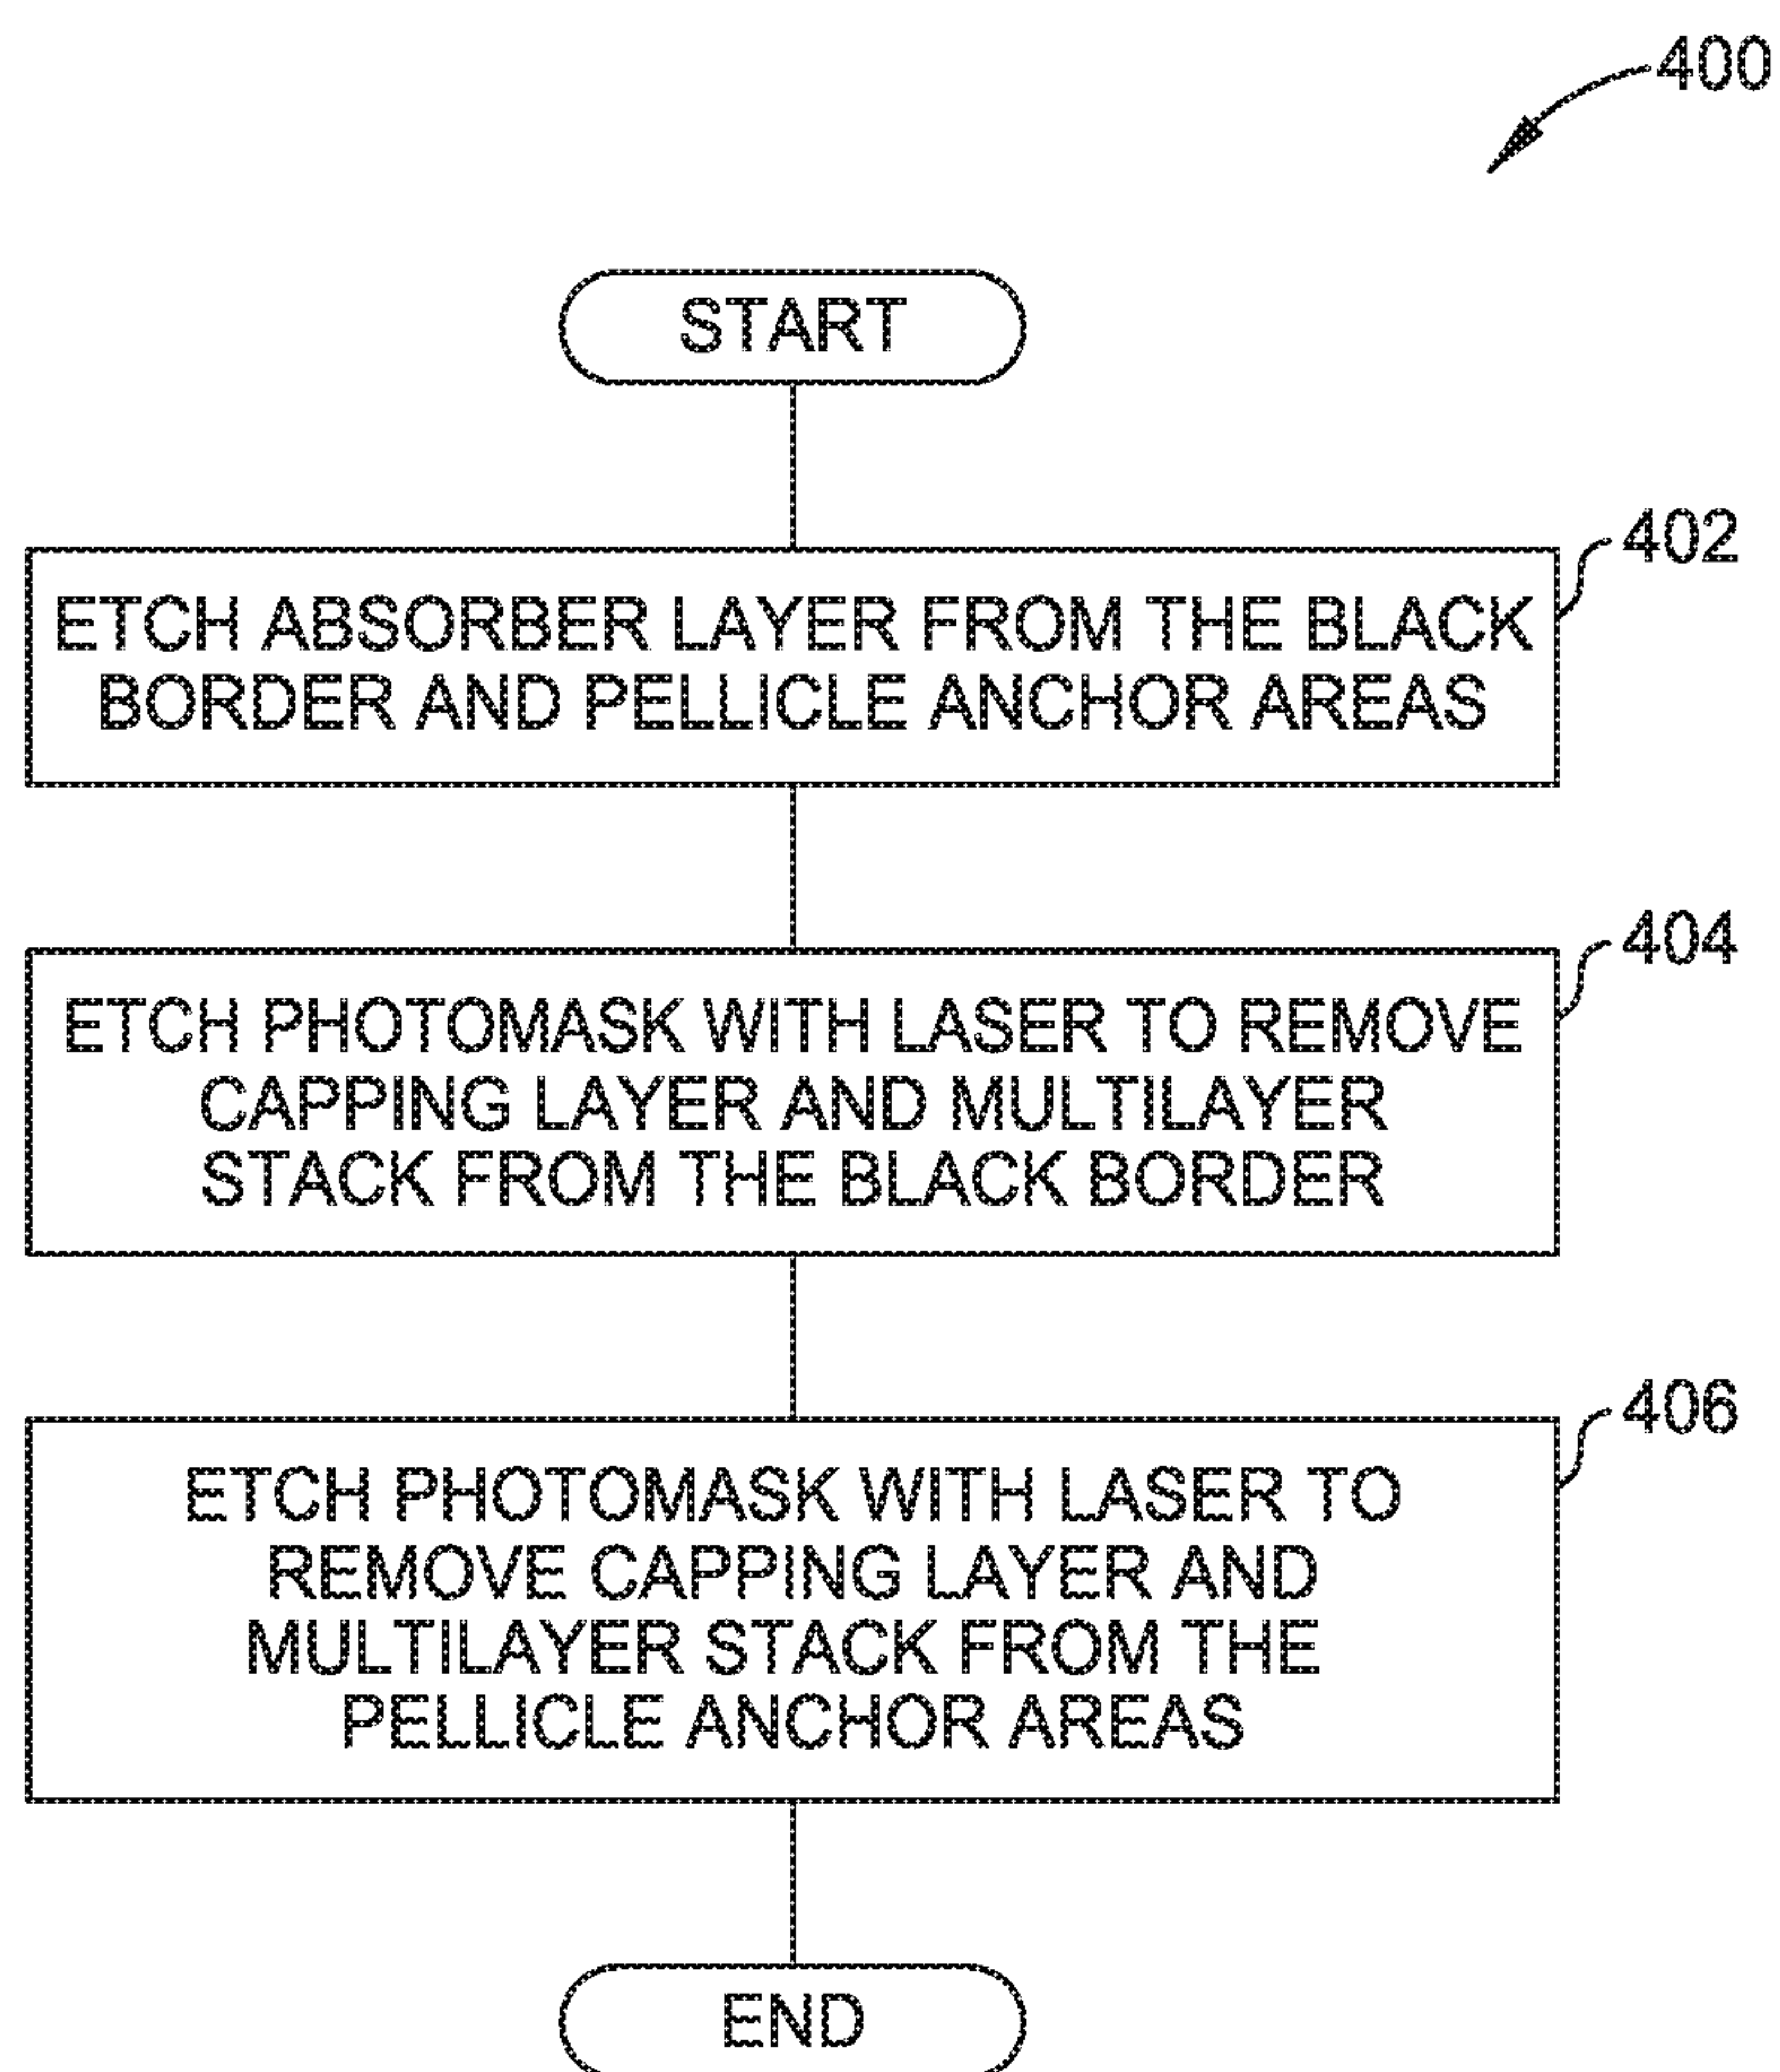 400
START
402
ETCH ABSORBER LAYER FROM THE BLACK
BORDER AND PELLICLE ANCHOR AREAS
404
ETCH PHOTOMASK WITH LASER TO REMOVE
CAPPING LAYER AND MULTILAYER
STACK FROM THE BLACK BORDER
406
ETCH PHOTOMASK WITH LASER TO
REMOVE CAPPING LAYER AND
MULTILAYER STACK FROM THE
PELLICLE ANCHOR AREAS
END